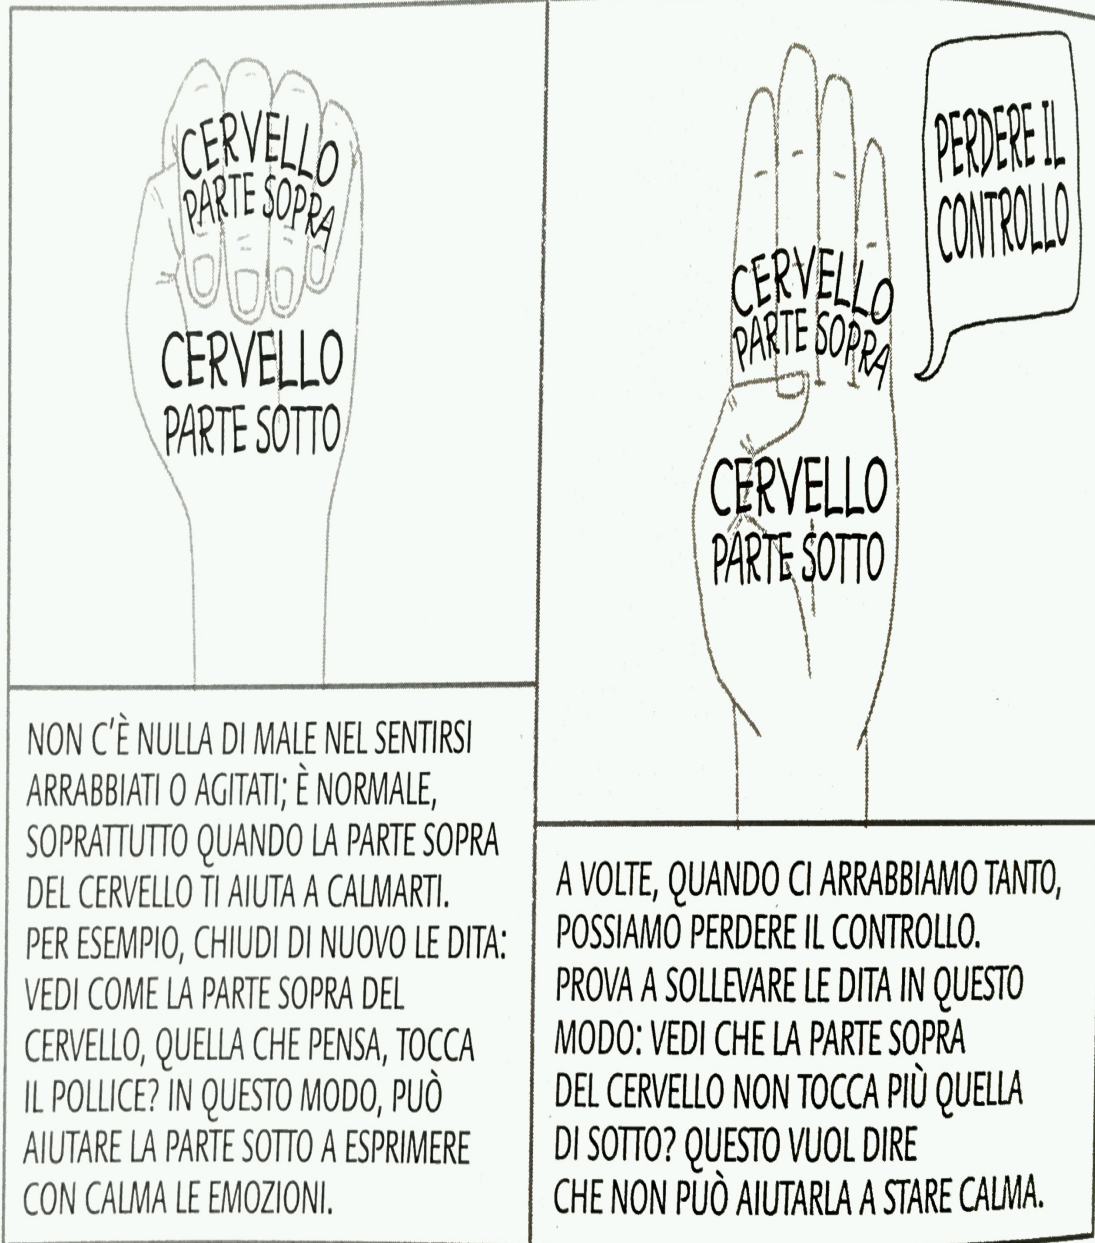 CERVELLO
PARTE SOPRA
CERVELLO
PARTE SOTTO
NON C'È NULLA DI MALE NEL SENTIRSI
ARRABBIATI O AGITATI; È NORMALE,
SOPRATTUTTO QUANDO LA PARTE SOPRA
DEL CERVELLO TI AIUTA A CALMARTI.
PER ESEMPIO, CHIUDI DI NUOVO LE DITA:
VEDI COME LA PARTE SOPRA DEL
CERVELLO, QUELLA CHE PENSA, TOCCA
IL POLLICE? IN QUESTO MODO, PUÒ
AIUTARE LA PARTE SOTTO A ESPRIMERE
CON CALMA LE EMOZIONI.
PERDERE IL
CONTROLLO
CERVELLO
PARTE SOPRA
CERVELLO
PARTE SOTTO
A VOLTE, QUANDO CI ARRABBIAMO TANTO,
POSSIAMO PERDERE IL CONTROLLO.
PROVA A SOLLEVARE LE DITA IN QUESTO
MODO: VEDI CHE LA PARTE SOPRA
DEL CERVELLO NON TOCCA PIÙ QUELLA
DI SOTTO? QUESTO VUOL DIRE
CHE NON PUÒ AIUTARLA A STARE CALMA.